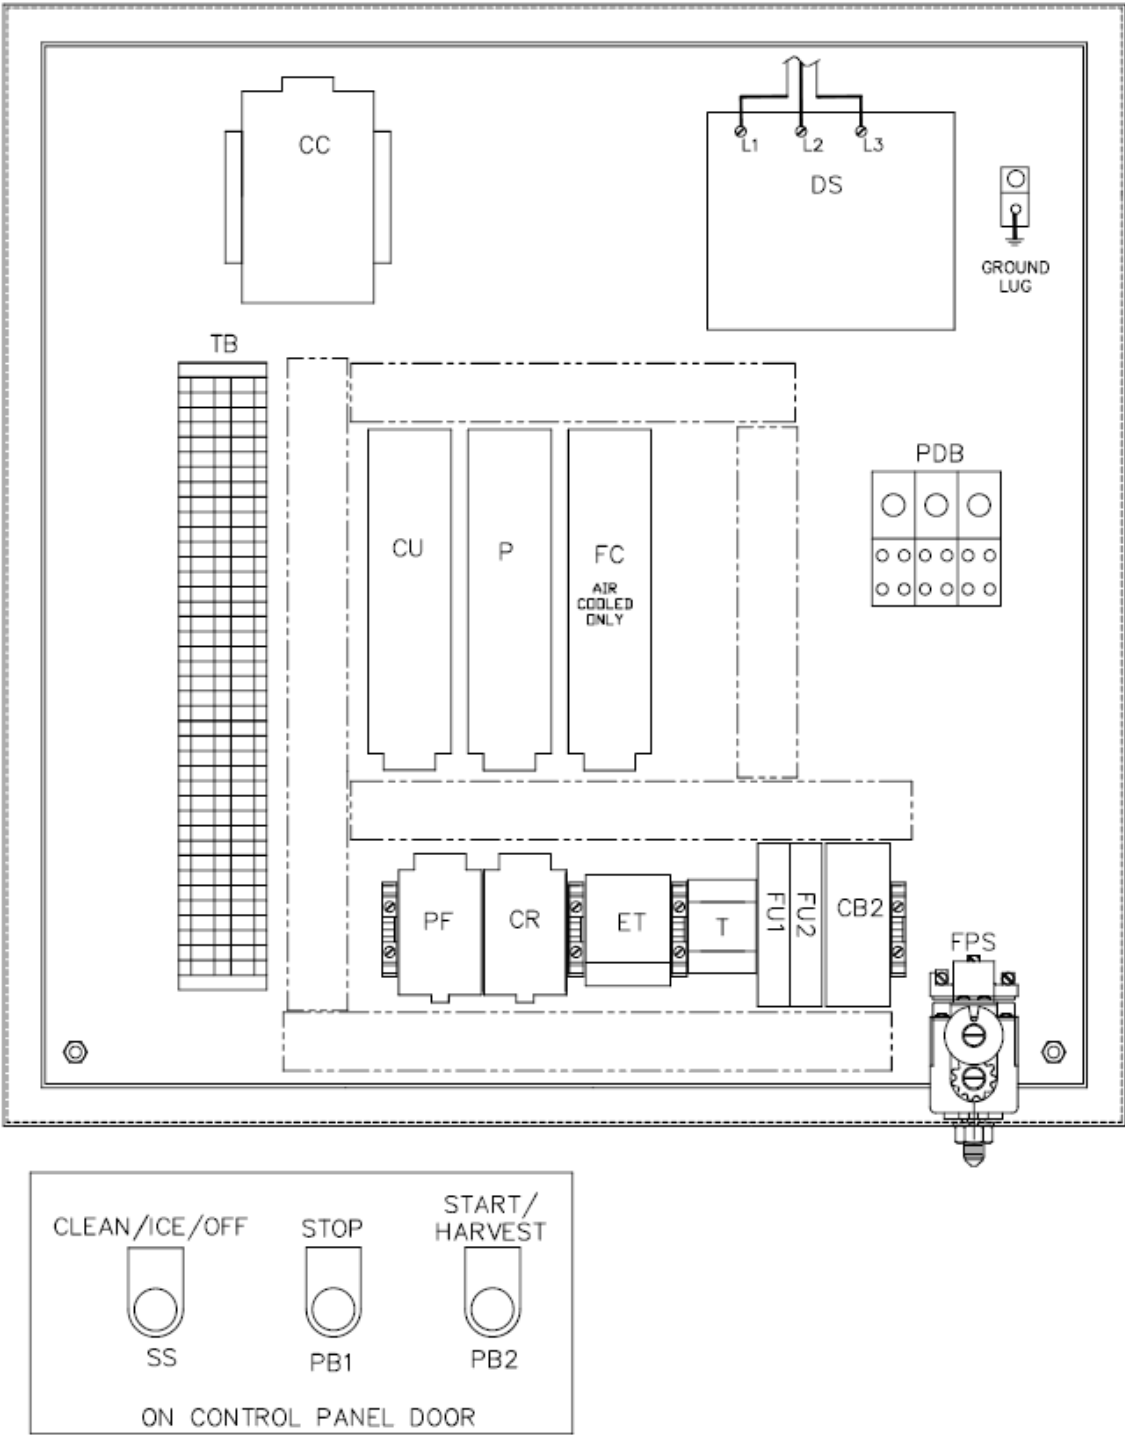 CC
L1 L2 L3
DS
GROUND
LUG
TB
PDB
CU
P
FC
AIR
COOLED
ONLY
PF
CR
ET
T
FU1
FU2
CB2
FPS
CLEAN/ICE/OFF
STOP
START/
HARVEST
SS
PB1
PB2
ON CONTROL PANEL DOOR